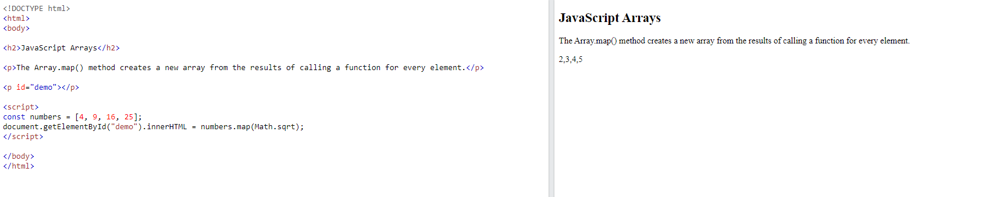 <!DOCTYPE html>
<html>
<body>
<h2>JavaScript Arrays</h2>
<p>The Array.map() method creates a new array from the results of calling a function for every element.</p>
<p id="demo"></p>
<script>
const numbers = [4, 9, 16, 25];
document.getElementById("demo").innerHTML = numbers.map(Math.sqrt);
</script>
</body>
</html>
JavaScript Arrays
The Array.map() method creates a new array from the results of calling a function for every element.
2,3,4,5